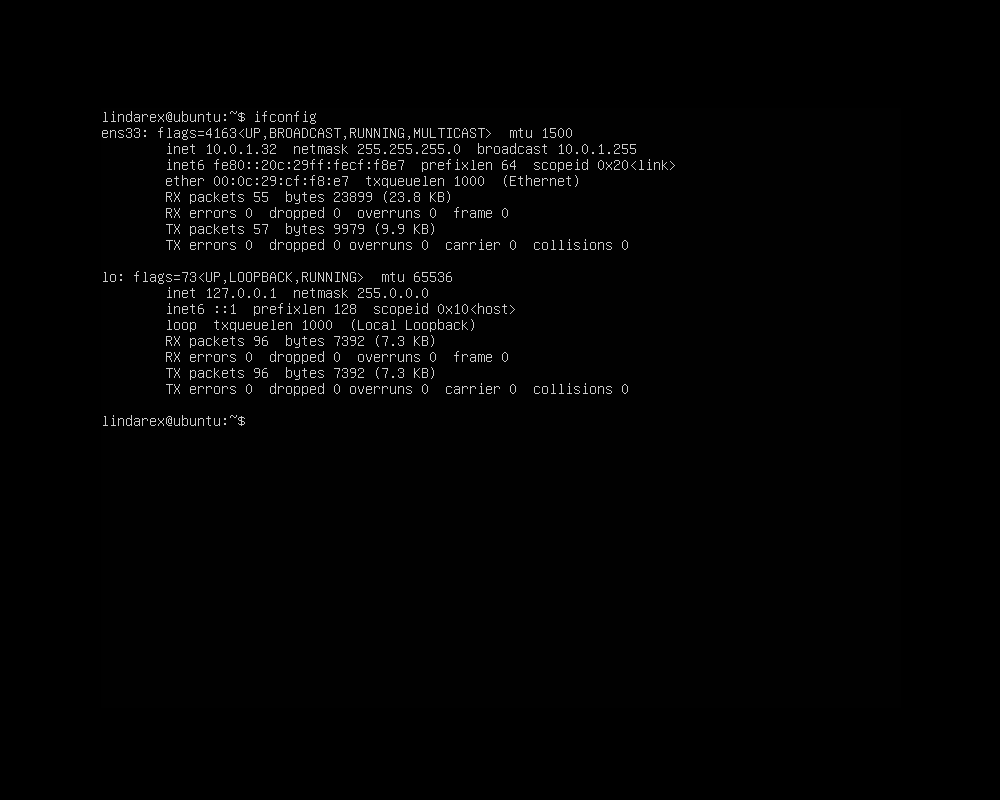 lindarex@ubuntu:~$ ifconfig
ens33: flags=4163<UP,BROADCAST,RUNNING,MULTICAST>  mtu 1500
        inet 10.0.1.32  netmask 255.255.255.0  broadcast 10.0.1.255
        inet6 fe80::20c:29ff:fecf:f8e7  prefixlen 64  scopeid 0x20<link>
        ether 00:0c:29:cf:f8:e7  txqueuelen 1000  (Ethernet)
        RX packets 55  bytes 23899 (23.8 KB)
        RX errors 0  dropped 0  overruns 0  frame 0
        TX packets 57  bytes 9979 (9.9 KB)
        TX errors 0  dropped 0 overruns 0  carrier 0  collisions 0

lo: flags=73<UP,LOOPBACK,RUNNING>  mtu 65536
        inet 127.0.0.1  netmask 255.0.0.0
        inet6 ::1  prefixlen 128  scopeid 0x10<host>
        loop  txqueuelen 1000  (Local Loopback)
        RX packets 96  bytes 7392 (7.3 KB)
        RX errors 0  dropped 0  overruns 0  frame 0
        TX packets 96  bytes 7392 (7.3 KB)
        TX errors 0  dropped 0 overruns 0  carrier 0  collisions 0

lindarex@ubuntu:~$